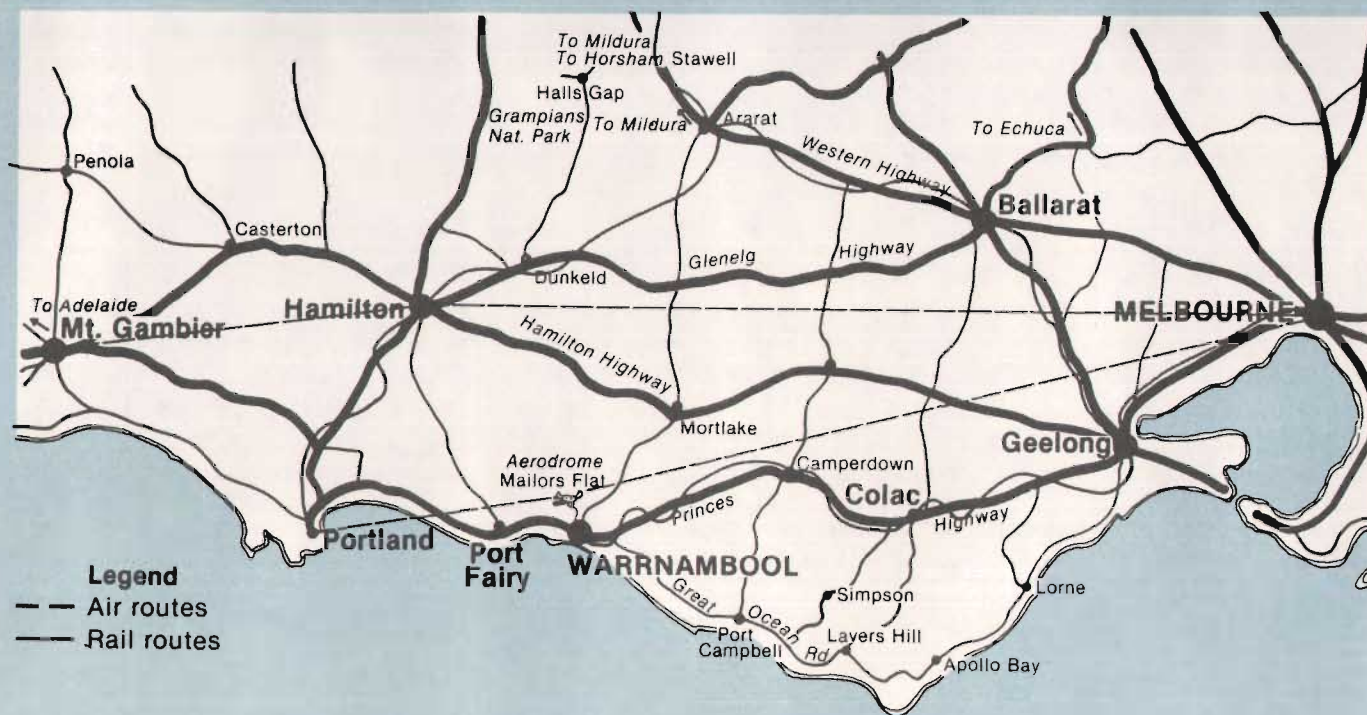 To Mildura
To Horsham Stawell
Halls Gap
Grampians
Nat. Park
To Mildura
Ararat
To Echuca
Penola
Western Highway
Ballarat
Casterton
Glenelg Highway
Dunkeld
To Adelaide
Mt. Gambier
Hamilton
MELBOURNE
Hamilton Highway
Mortlake
Geelong
Aerodrome
Mailors Flat
Camperdown
Colac
Princes Highway
Portland
Port
Fairy
WARRNAMBOOL
Legend
Air routes
Rail routes
Great Ocean Rd
Simpson
Lorne
Port
Campbell
Lavers Hill
Apollo Bay